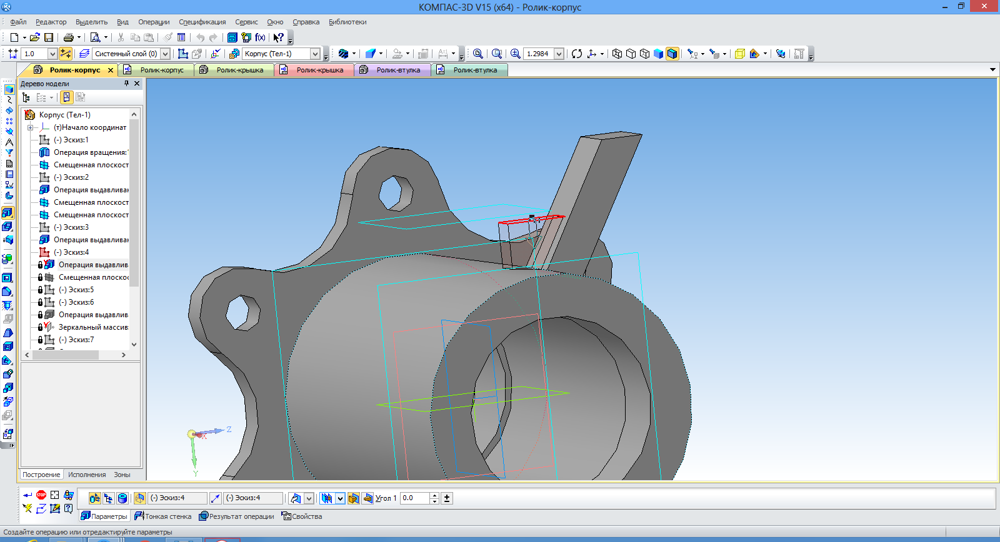 КОМПАС-3D V15 (x64) - Ролик-корпус
Файл Редактор Выделить Вид Операции Спецификация Сервис Окно Справка Библиотеки
f(x)
1.0 Системный слой (0) Корпус (Тел-1) 1.2984
Ролик-корпус Ролик-корпус Ролик-крышка Ролик-крышка Ролик-втулка Ролик-втулка
Дерево модели
Корпус (Тел-1)
(т)Начало координат
(-) Эскиз:1
Операция вращения:
Смещенная плоскост
(-) Эскиз:2
Операция выдавливан
Смещенная плоскост
Смещенная плоскост
(-) Эскиз:3
Операция выдавливан
(-) Эскиз:4
Операция выдавлив
Смещенная плоско
(-) Эскиз:5
(-) Эскиз:6
Операция выдавлив
Зеркальный массив:
(-) Эскиз:7
Z
X
Y
Построение Исполнения Зоны
STOP (-) Эскиз:4 (-) Эскиз:4 Угол 1 0.0
Параметры Тонкая стенка Результат операции Свойства
Создайте операцию или отредактируйте параметры